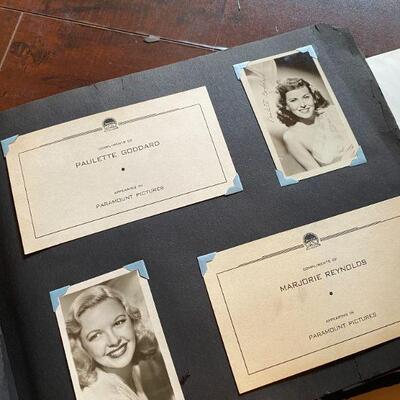 COMPLIMENTS OF
PAULETTE GODDARD
APPEARING IN
PARAMOUNT PICTURES
COMPLIMENTS OF
MARJORIE REYNOLDS
APPEARING IN
PARAMOUNT PICTURES